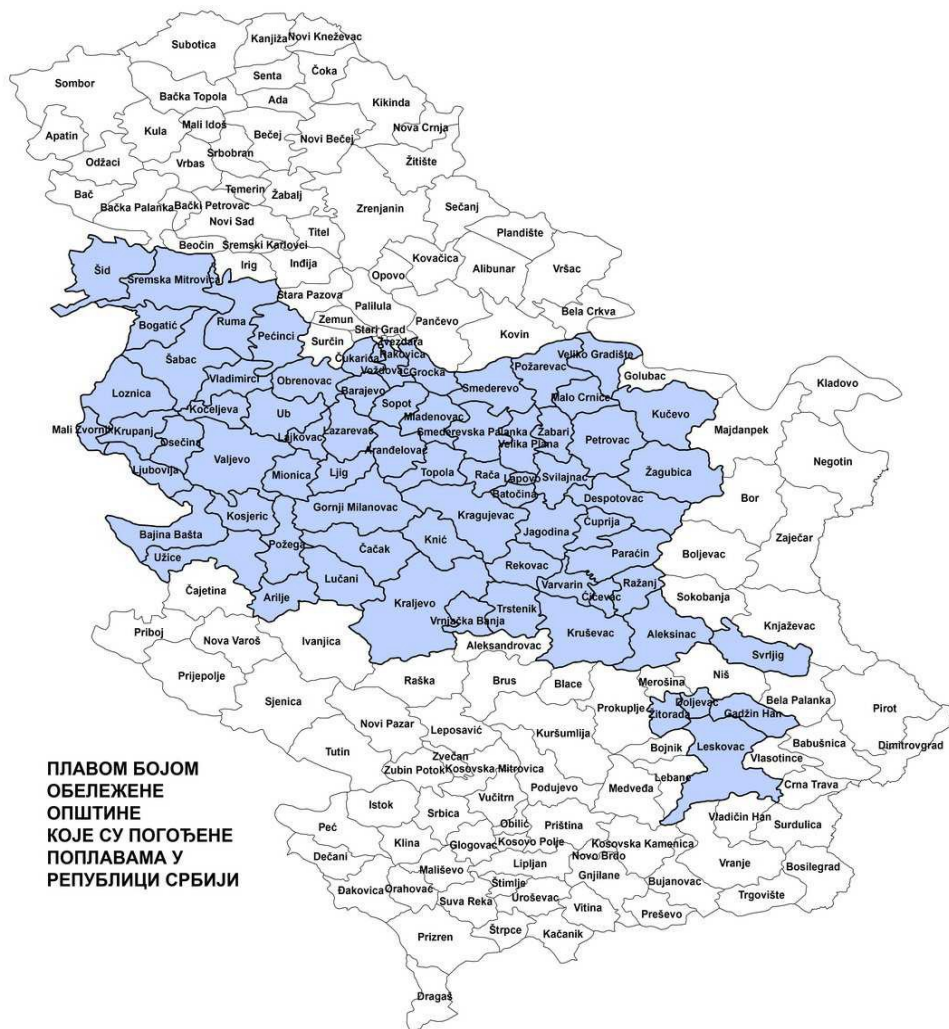 Subotica
Kanjiža
Novi Kneževac
Sombor
Senta
Čoka
Bačka Topola
Ada
Kikinda
Apatin
Kula
Mali Idoš
Bečej
Novi Bečej
Nova Crnja
Odžaci
Vrbas
Srbobran
Žitište
Bač
Bačka Palanka
Bački Petrovac
Temerin
Žabalj
Zrenjanin
Sečanj
Novi Sad
Titel
Plandište
Beočin
Sremski Karlovci
Kovačica
Alibunar
Vršac
Šid
Sremska Mitrovica
Irig
Inđija
Opovo
Stara Pazova
Palilula
Bela Crkva
Bogatić
Ruma
Pećinci
Zemun
Stari Grad
Pančevo
Kovin
Surčin
Zvezdara
Šabac
Čukarica
Rakovica
Voždovac
Grocka
Veliko Gradište
Požarevac
Golubac
Loznica
Vladimirci
Obrenovac
Barajevo
Sopot
Smederevo
Malo Crniće
Kladovo
Koceljeva
Ub
Mladenovac
Kučevo
Mali Zvornik
Krupanj
Osečina
Lajkovac
Lazarevac
Smederevska Palanka
Žabari
Petrovac
Majdanpek
Ljubovija
Valjevo
Aranđelovac
Velika Plana
Negotin
Mionica
Ljig
Topola
Rača
Lapovo
Svilajnac
Žagubica
Batočina
Bor
Kosjeric
Gornji Milanovac
Kragujevac
Despotovac
Bajina Bašta
Požega
Čačak
Knić
Jagodina
Ćuprija
Zaječar
Užice
Paraćin
Boljevac
Lučani
Rekovac
Čajetina
Arilje
Kraljevo
Varvarin
Ražanj
Sokobanja
Ćićevac
Vrnjačka Banja
Trstenik
Knjaževac
Priboj
Nova Varoš
Ivanjica
Kruševac
Aleksinac
Aleksandrovac
Svrljig
Prijepolje
Raška
Brus
Blace
Merošina
Niš
Sjenica
Prokuplje
Doljevac
Bela Palanka
Pirot
Novi Pazar
Leposavić
Žitorađa
Gadžin Han
Kuršumlija
Tutin
Zvečan
Bojnik
Leskovac
Babušnica
Dimitrovgrad
Zubin Potok
Kosovska Mitrovica
Vlasotince
Podujevo
Medveđa
Lebane
Crna Trava
Istok
Vučitrn
Srbica
Obilić
Priština
Vladičin Han
Surdulica
Peć
Klina
Glogovac
Kosovo Polje
Kosovska Kamenica
Dečani
Lipljan
Novo Brdo
Vranje
Bosilegrad
Mališevo
Gnjilane
Đakovica
Orahovac
Štimlje
Bujanovac
Trgovište
Suva Reka
Uroševac
Vitina
Preševo
Prizren
Štrpce
Kačanik
Dragaš
ПЛАВОМ БОЈОМ
ОБЕЛЕЖЕНЕ
ОПШТИНЕ
КОЈЕ СУ ПОГОЂЕНЕ
ПОПЛАВАМА У
РЕПУБЛИЦИ СРБИЈИ